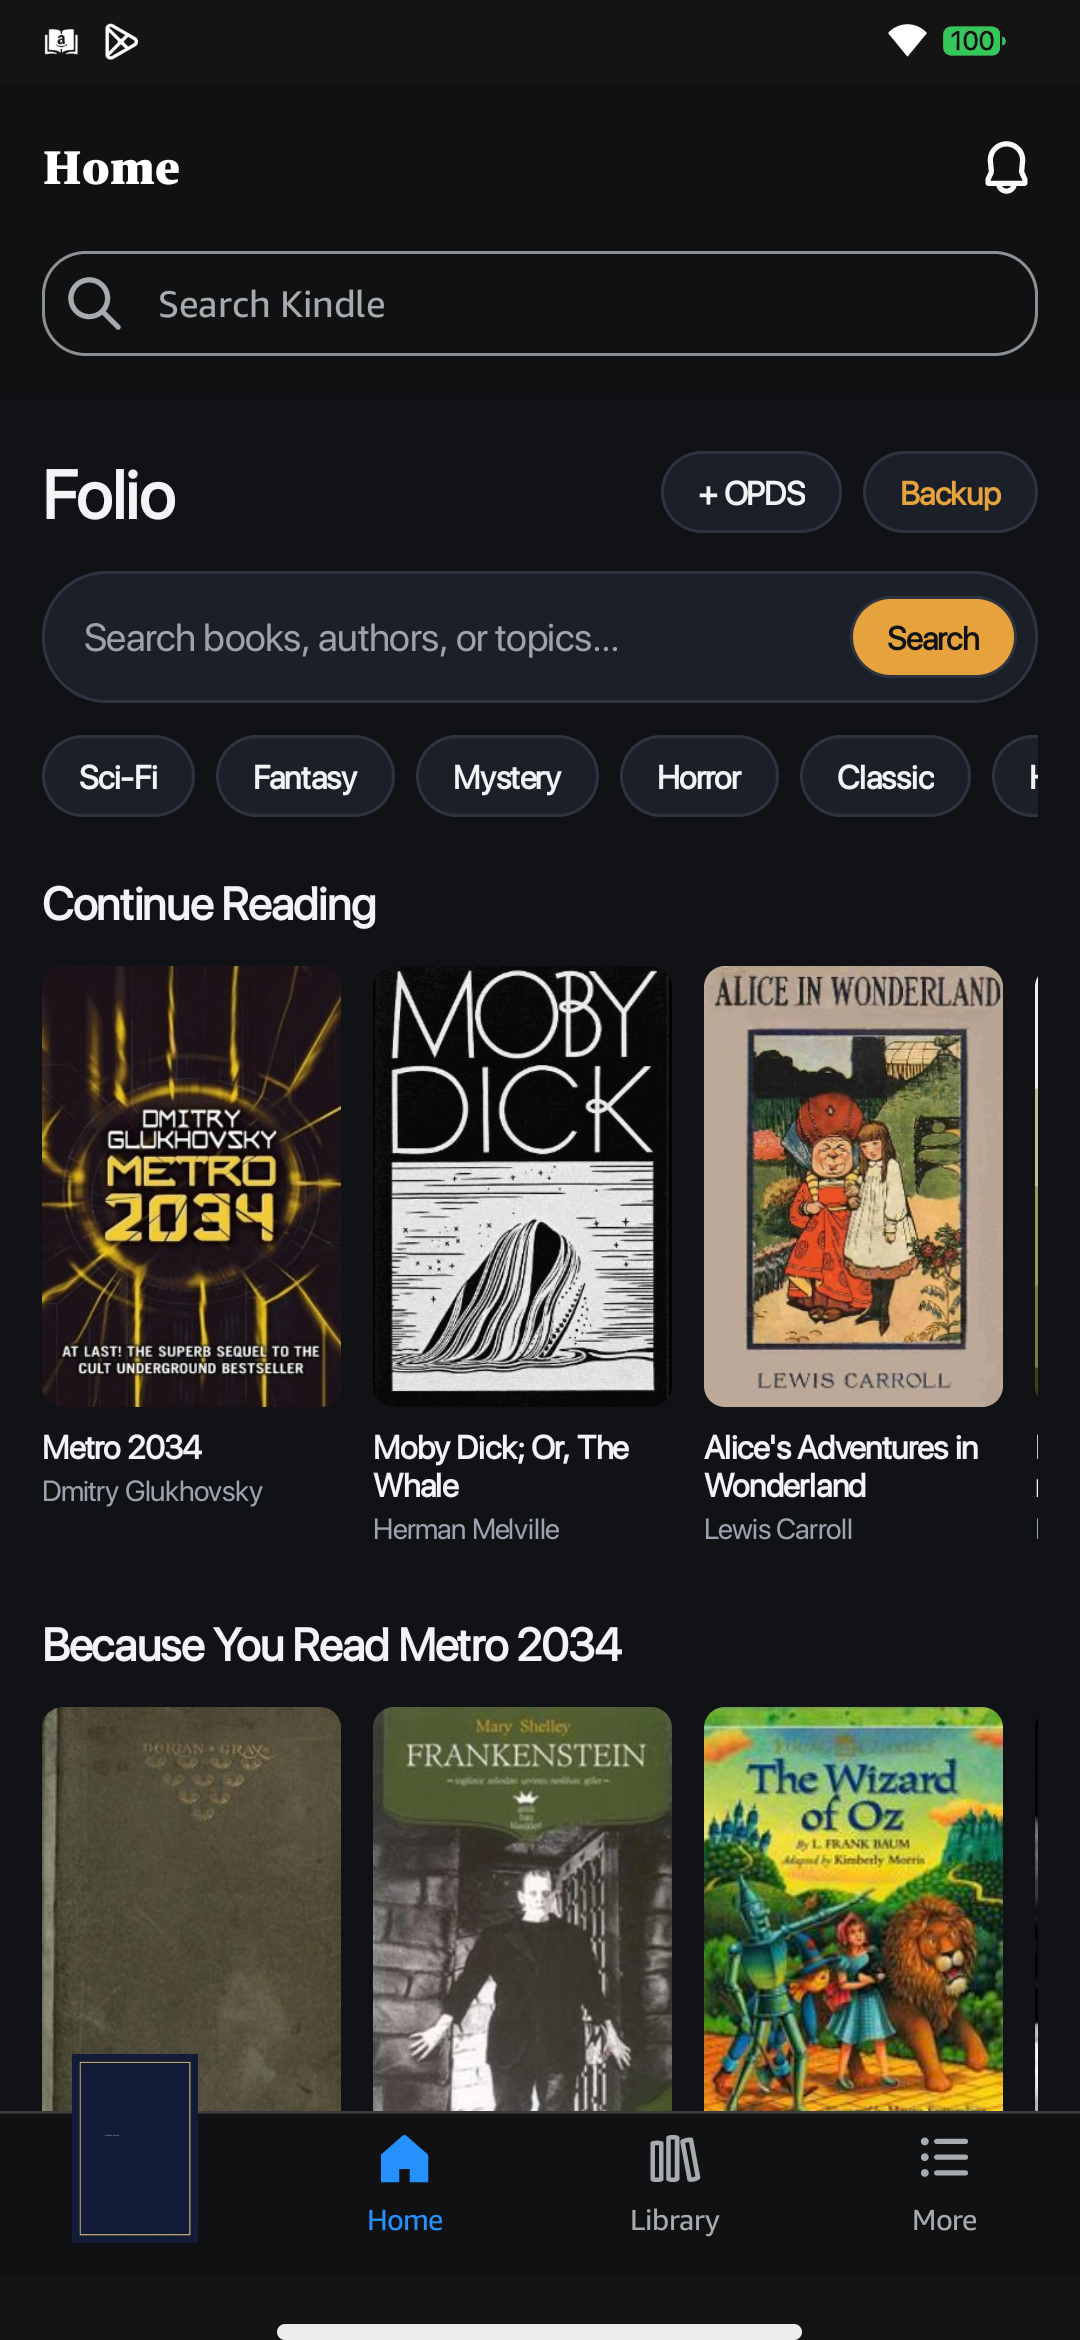 100
Home
Search Kindle
Folio
+ OPDS
Backup
Search books, authors, or topics...
Search
Sci-Fi
Fantasy
Mystery
Horror
Classic
Continue Reading
DMITRY
GLUKHOVSKY
METRO
2034
AT LAST! THE SUPERB SEQUEL TO THE
CULT UNDERGROUND BESTSELLER
MOBY
DICK
ALICE IN WONDERLAND
LEWIS CARROLL
Metro 2034
Dmitry Glukhovsky
Moby Dick; Or, The
Whale
Herman Melville
Alice's Adventures in
Wonderland
Lewis Carroll
Because You Read Metro 2034
DORIAN · GRAY
Mary Shelley
FRANKENSTEIN
The Wizard
of Oz
By L. FRANK BAUM
Adapted by Kimberly Morris
Home
Library
More